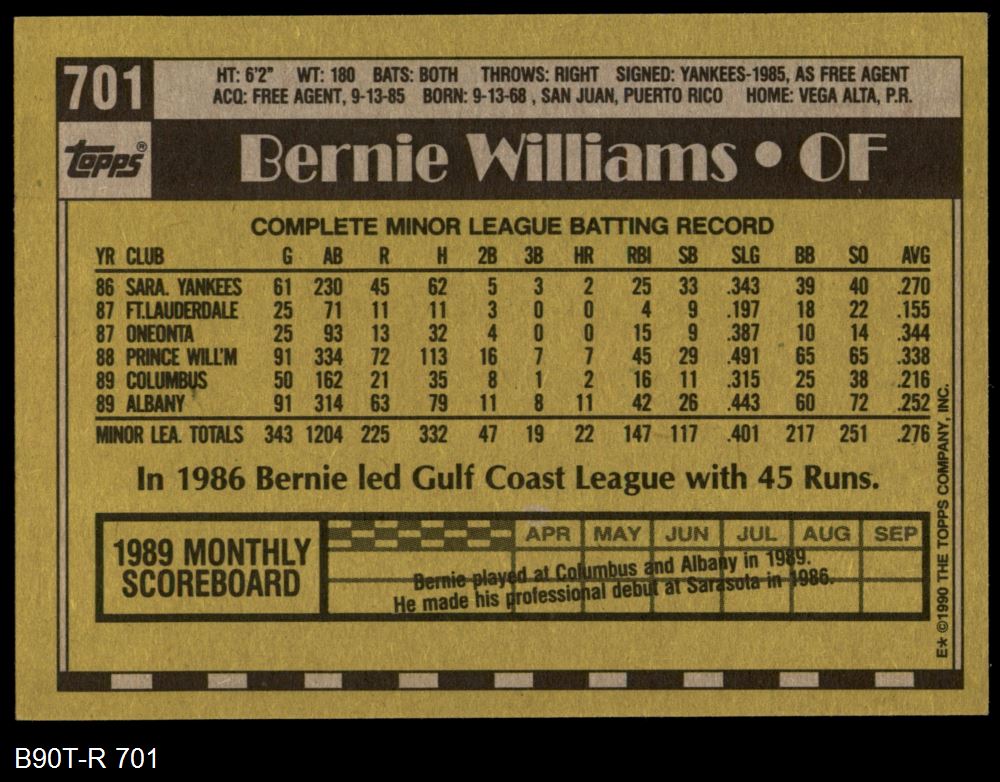 701
HT: 6'2" WT: 180 BATS: BOTH THROWS: RIGHT SIGNED: YANKEES-1985, AS FREE AGENT
ACQ: FREE AGENT, 9-13-85 BORN: 9-13-68 , SAN JUAN, PUERTO RICO HOME: VEGA ALTA, P.R.
topps®
Bernie Williams • OF
COMPLETE MINOR LEAGUE BATTING RECORD
YR CLUB G AB R H 2B 3B HR RBI SB SLG BB SO AVG
86 SARA. YANKEES 61 230 45 62 5 3 2 25 33 .343 39 40 .270
87 FT.LAUDERDALE 25 71 11 11 3 0 0 4 9 .197 18 22 .155
87 ONEONTA 25 93 13 32 4 0 0 15 9 .387 10 14 .344
88 PRINCE WILL'M 91 334 72 113 16 7 7 45 29 .491 65 65 .338
89 COLUMBUS 50 162 21 35 8 1 2 16 11 .315 25 38 .216
89 ALBANY 91 314 63 79 11 8 11 42 26 .443 60 72 .252
MINOR LEA. TOTALS 343 1204 225 332 47 19 22 147 117 .401 217 251 .276
In 1986 Bernie led Gulf Coast League with 45 Runs.
1989 MONTHLY
SCOREBOARD
APR MAY JUN JUL AUG SEP
Bernie played at Columbus and Albany in 1989.
He made his professional debut at Sarasota in 1986.
E* ©1990 THE TOPPS COMPANY, INC.
B90T-R 701